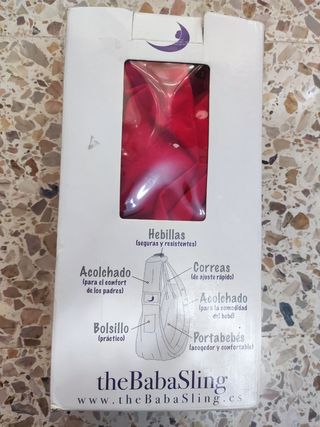 Hebillas
(seguras y resistentes)
Acolchado
(para el comfort
de los padres)
Correas
(de ajuste rápido)
Acolchado
(para la comodidad
del bebé)
Bolsillo
(práctico)
Portabebés
(acogedor y confortable)
theBabaSling
www.theBabaSling.es